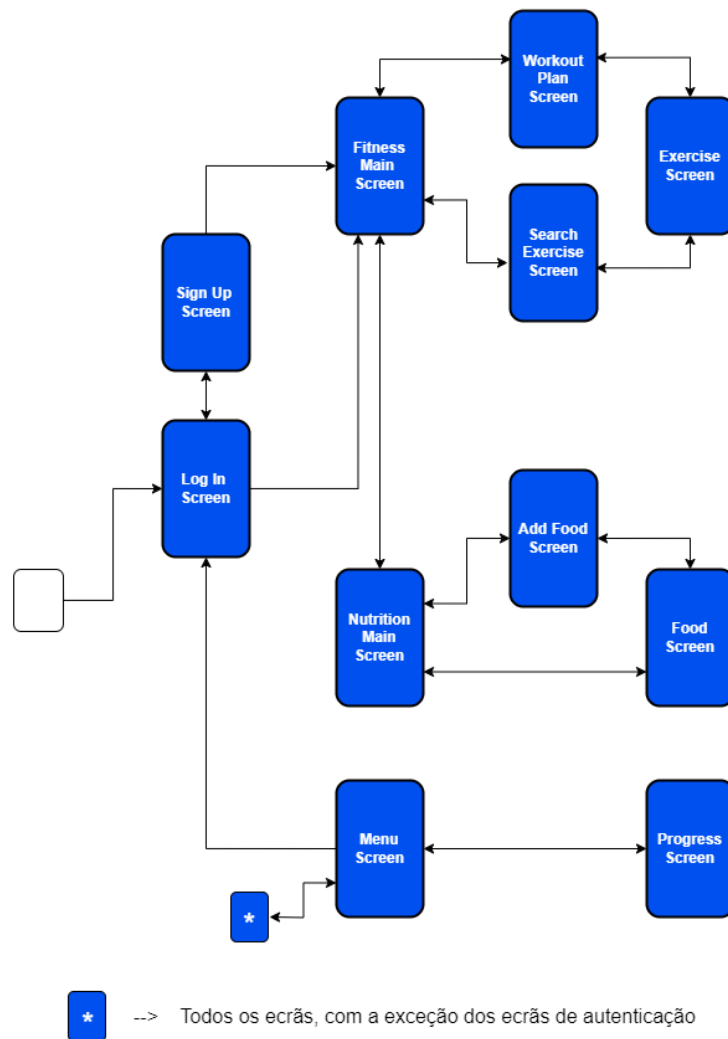 Workout
Plan
Screen
Fitness
Main
Screen
Exercise
Screen
Search
Exercise
Screen
Sign Up
Screen
Log In
Screen
Add Food
Screen
Nutrition
Main
Screen
Food
Screen
Menu
Screen
Progress
Screen
*
* --> Todos os ecrãs, com a exceção dos ecrãs de autenticação